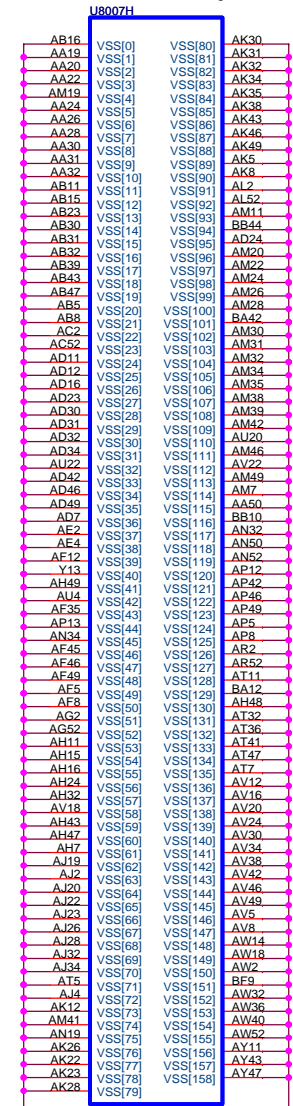 U8007H
AB16 VSS[0] VSS[80] AK30
AA19 VSS[1] VSS[81] AK31
AA20 VSS[2] VSS[82] AK32
AA22 VSS[3] VSS[83] AK34
AM19 VSS[4] VSS[84] AK35
AA24 VSS[5] VSS[85] AK38
AA26 VSS[6] VSS[86] AK43
AA28 VSS[7] VSS[87] AK46
AA30 VSS[8] VSS[88] AK49
AA31 VSS[9] VSS[89] AK5
AA32 VSS[10] VSS[90] AK8
AB11 VSS[11] VSS[91] AL2
AB15 VSS[12] VSS[92] AL52
AB23 VSS[13] VSS[93] AM11
AB30 VSS[14] VSS[94] BB44
AB31 VSS[15] VSS[95] AD24
AB32 VSS[16] VSS[96] AM20
AB39 VSS[17] VSS[97] AM22
AB43 VSS[18] VSS[98] AM24
AB47 VSS[19] VSS[99] AM26
AB5 VSS[20] VSS[100] AM28
AB8 VSS[21] VSS[101] BA42
AC2 VSS[22] VSS[102] AM30
AC52 VSS[23] VSS[103] AM31
AD11 VSS[24] VSS[104] AM32
AD12 VSS[25] VSS[105] AM34
AD16 VSS[26] VSS[106] AM35
AD23 VSS[27] VSS[107] AM38
AD30 VSS[28] VSS[108] AM39
AD31 VSS[29] VSS[109] AM42
AD32 VSS[30] VSS[110] AU20
AD34 VSS[31] VSS[111] AM46
AU22 VSS[32] VSS[112] AV22
AD42 VSS[33] VSS[113] AM49
AD46 VSS[34] VSS[114] AM7
AD49 VSS[35] VSS[115] AA50
AD7 VSS[36] VSS[116] BB10
AE2 VSS[37] VSS[117] AN32
AE4 VSS[38] VSS[118] AN50
AF12 VSS[39] VSS[119] AN52
Y13 VSS[40] VSS[120] AP12
AH49 VSS[41] VSS[121] AP42
AU4 VSS[42] VSS[122] AP46
AF35 VSS[43] VSS[123] AP49
AP13 VSS[44] VSS[124] AP5
AN34 VSS[45] VSS[125] AP8
AF45 VSS[46] VSS[126] AR2
AF46 VSS[47] VSS[127] AR52
AF49 VSS[48] VSS[128] AT11
AF5 VSS[49] VSS[129] BA12
AF8 VSS[50] VSS[130] AH48
AG2 VSS[51] VSS[131] AT32
AG52 VSS[52] VSS[132] AT36
AH11 VSS[53] VSS[133] AT41
AH15 VSS[54] VSS[134] AT47
AH16 VSS[55] VSS[135] AT7
AH24 VSS[56] VSS[136] AV12
AH32 VSS[57] VSS[137] AV16
AV18 VSS[58] VSS[138] AV20
AH43 VSS[59] VSS[139] AV24
AH47 VSS[60] VSS[140] AV30
AH7 VSS[61] VSS[141] AV34
AJ19 VSS[62] VSS[142] AV38
AJ2 VSS[63] VSS[143] AV42
AJ20 VSS[64] VSS[144] AV46
AJ22 VSS[65] VSS[145] AV49
AJ23 VSS[66] VSS[146] AV5
AJ26 VSS[67] VSS[147] AV8
AJ28 VSS[68] VSS[148] AW14
AJ32 VSS[69] VSS[149] AW18
AJ34 VSS[70] VSS[150] AW2
AT5 VSS[71] VSS[151] BF9
AJ4 VSS[72] VSS[152] AW32
AK12 VSS[73] VSS[153] AW36
AM41 VSS[74] VSS[154] AW40
AN19 VSS[75] VSS[155] AW52
AK26 VSS[76] VSS[156] AY11
AK22 VSS[77] VSS[157] AY43
AK23 VSS[78] VSS[158] AY47
AK28 VSS[79]